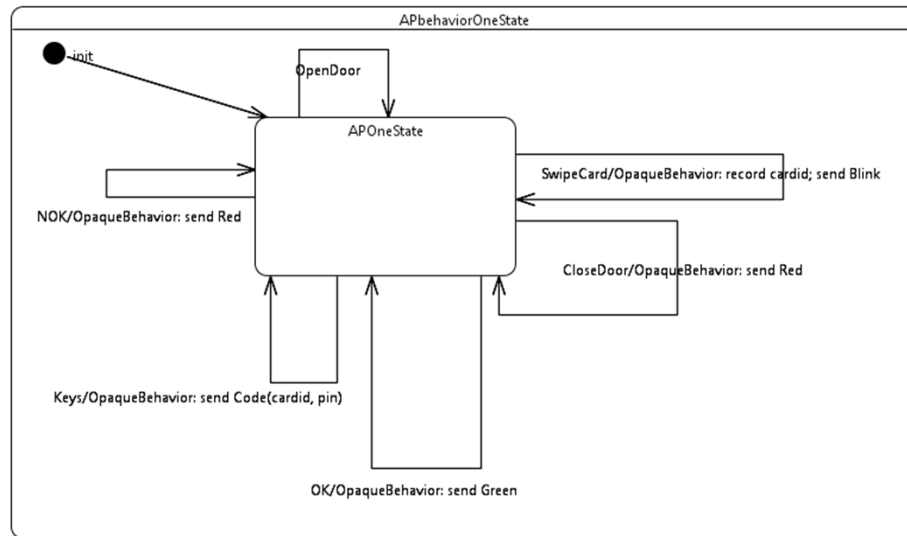 APbehaviorOneState
init
OpenDoor
APOneState
SwipeCard/OpaqueBehavior: record cardid; send Blink
NOK/OpaqueBehavior: send Red
CloseDoor/OpaqueBehavior: send Red
Keys/OpaqueBehavior: send Code(cardid, pin)
OK/OpaqueBehavior: send Green